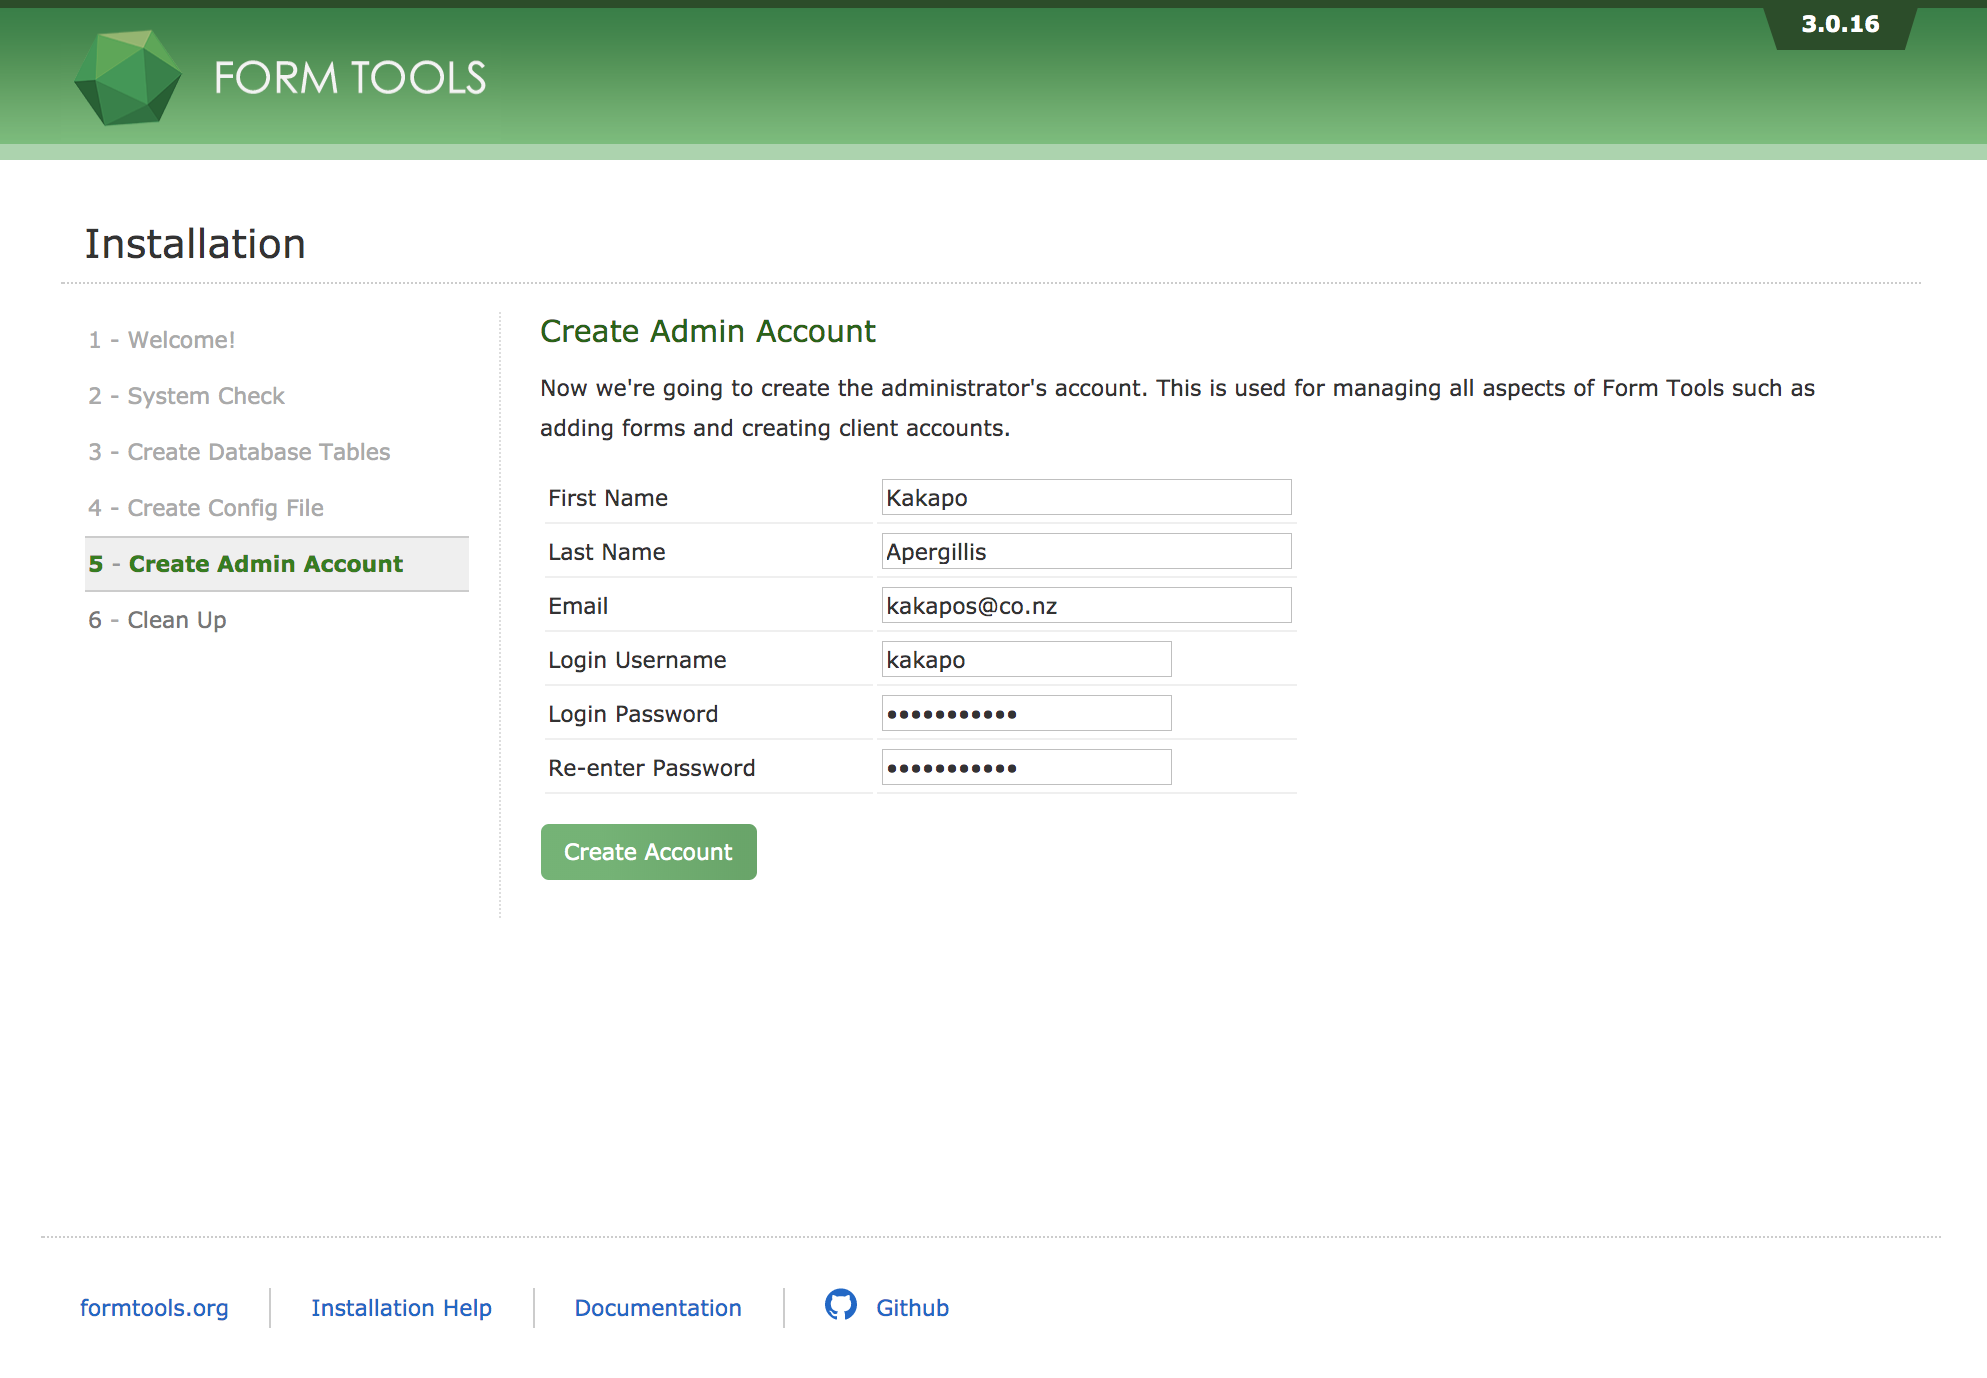 3.0.16
FORM TOOLS
Installation
1 - Welcome!
2 - System Check
3 - Create Database Tables
4 - Create Config File
5 - Create Admin Account
6 - Clean Up
Create Admin Account
Now we're going to create the administrator's account. This is used for managing all aspects of Form Tools such as
adding forms and creating client accounts.
First Name Kakapo
Last Name Apergillis
Email kakapos@co.nz
Login Username kakapo
Login Password •••••••••••
Re-enter Password •••••••••••
Create Account
formtools.org Installation Help Documentation Github